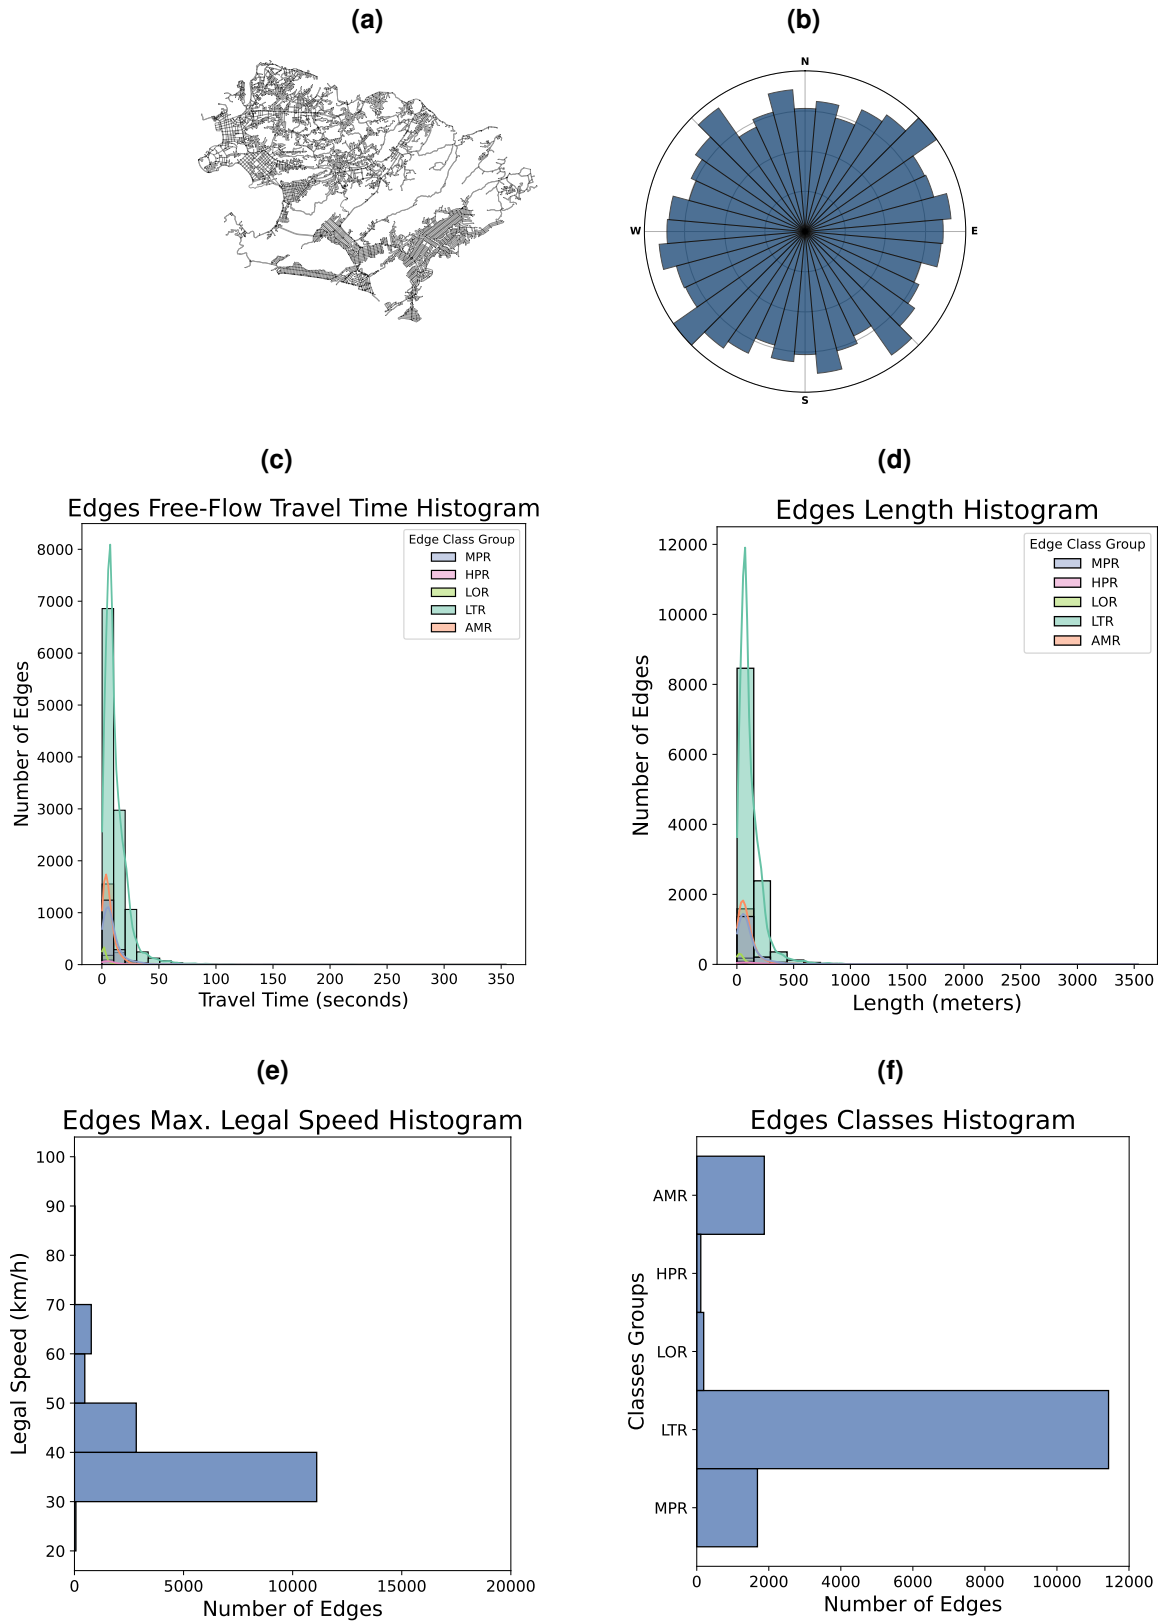 (a)
(b)
N
W
E
S
(c)
(d)
Edges Free-Flow Travel Time Histogram
Number of Edges
8000
7000
6000
5000
4000
3000
2000
1000
0
Edge Class Group
MPR
HPR
LOR
LTR
AMR
0 50 100 150 200 250 300 350
Travel Time (seconds)
Edges Length Histogram
Number of Edges
12000
10000
8000
6000
4000
2000
0
Edge Class Group
MPR
HPR
LOR
LTR
AMR
0 500 1000 1500 2000 2500 3000 3500
Length (meters)
(e)
(f)
Edges Max. Legal Speed Histogram
Legal Speed (km/h)
100
90
80
70
60
50
40
30
20
0 5000 10000 15000 20000
Number of Edges
Edges Classes Histogram
Classes Groups
AMR
HPR
LOR
LTR
MPR
0 2000 4000 6000 8000 10000 12000
Number of Edges